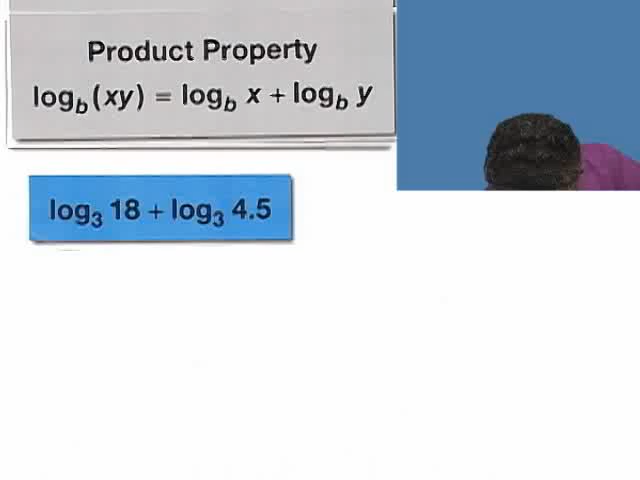 Product Property
log_b (xy) = log_b x + log_b y
log_3 18 + log_3 4.5